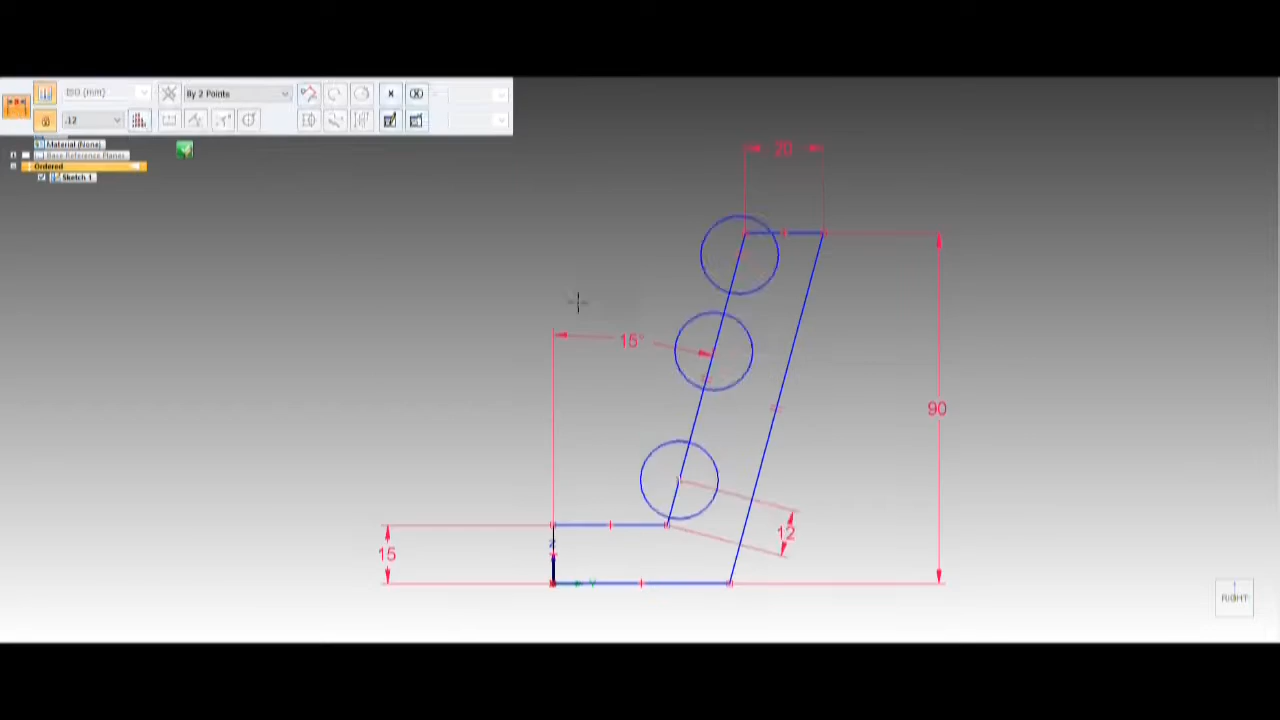 ISO (mm)
By 2 Points
.12
Material (None)
Base Reference Planes
Ordered
Sketch 1
20
15°
90
12
15
Z
Y
RIGHT